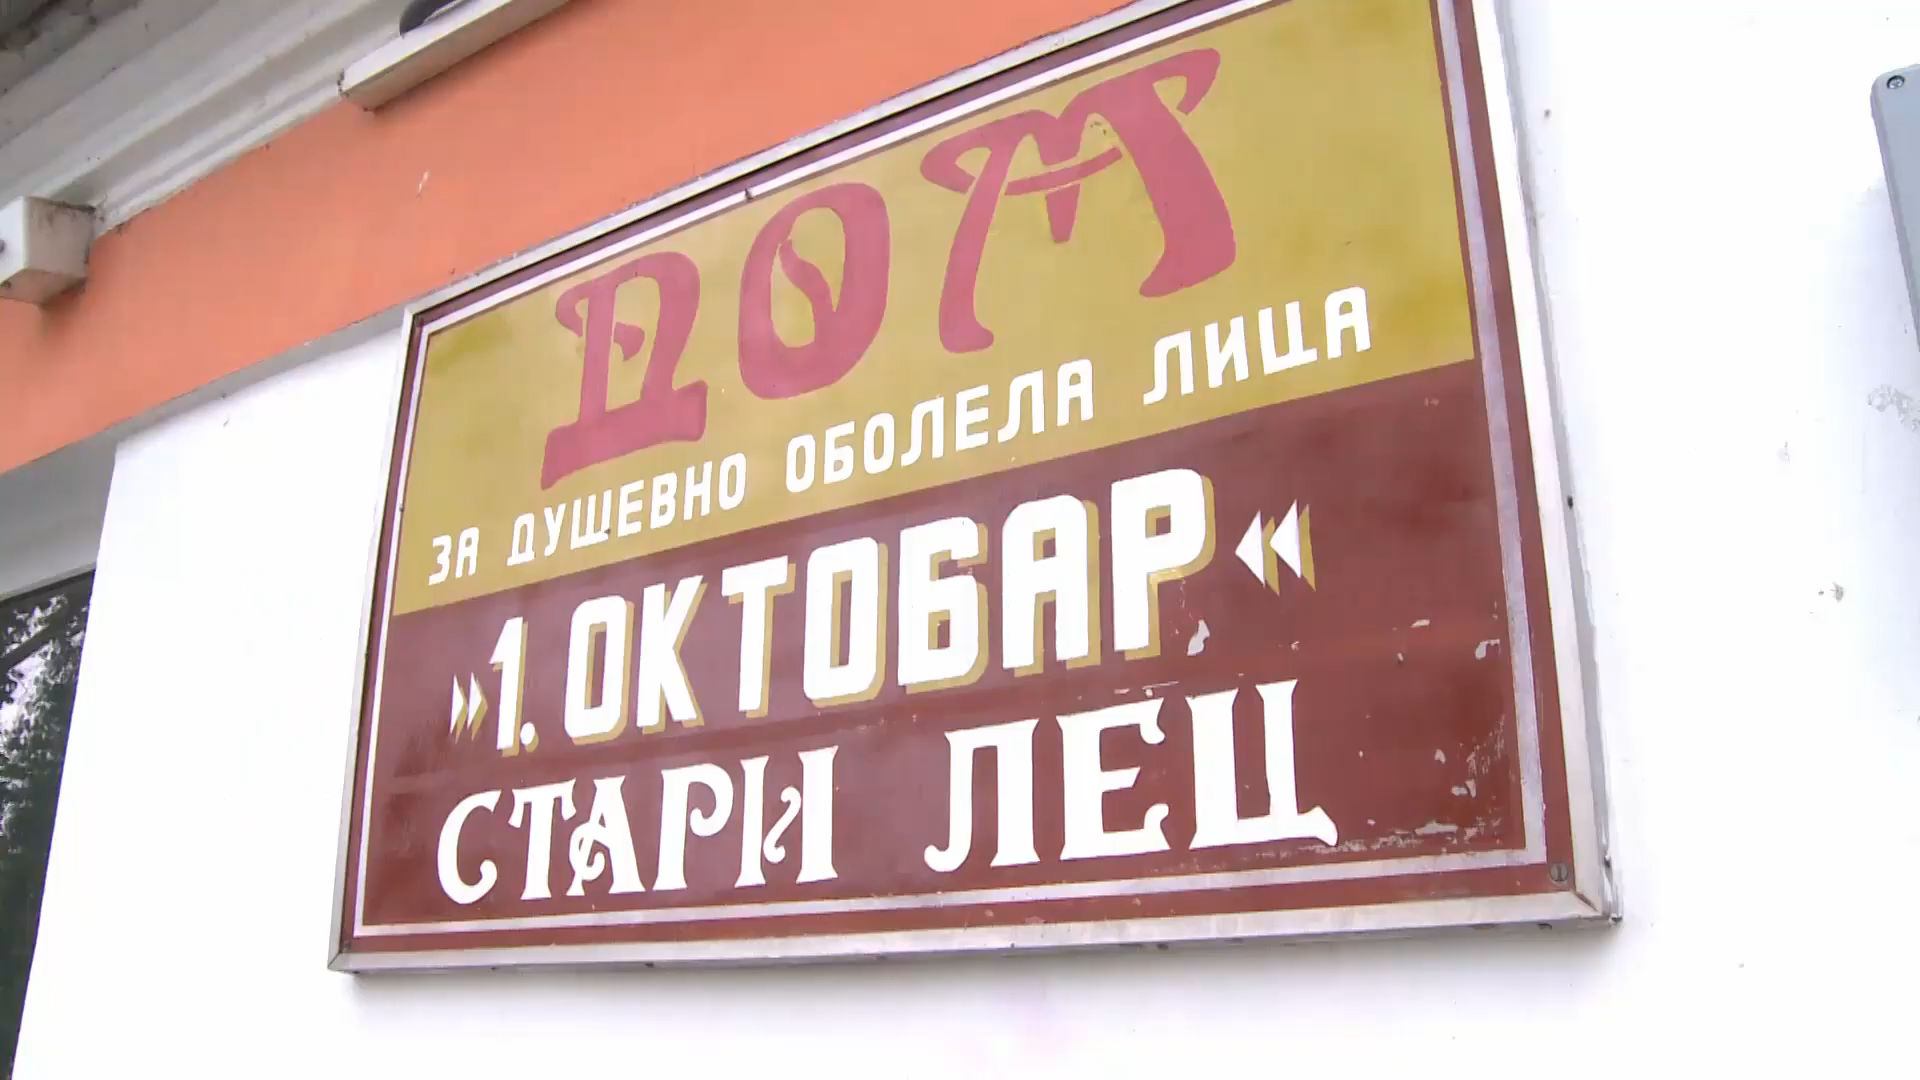 ДОМ
ЗА ДУШЕВНО ОБОЛЕЛА ЛИЦА
»1. ОКТОБАР«
СТАРИ ЛЕЦ